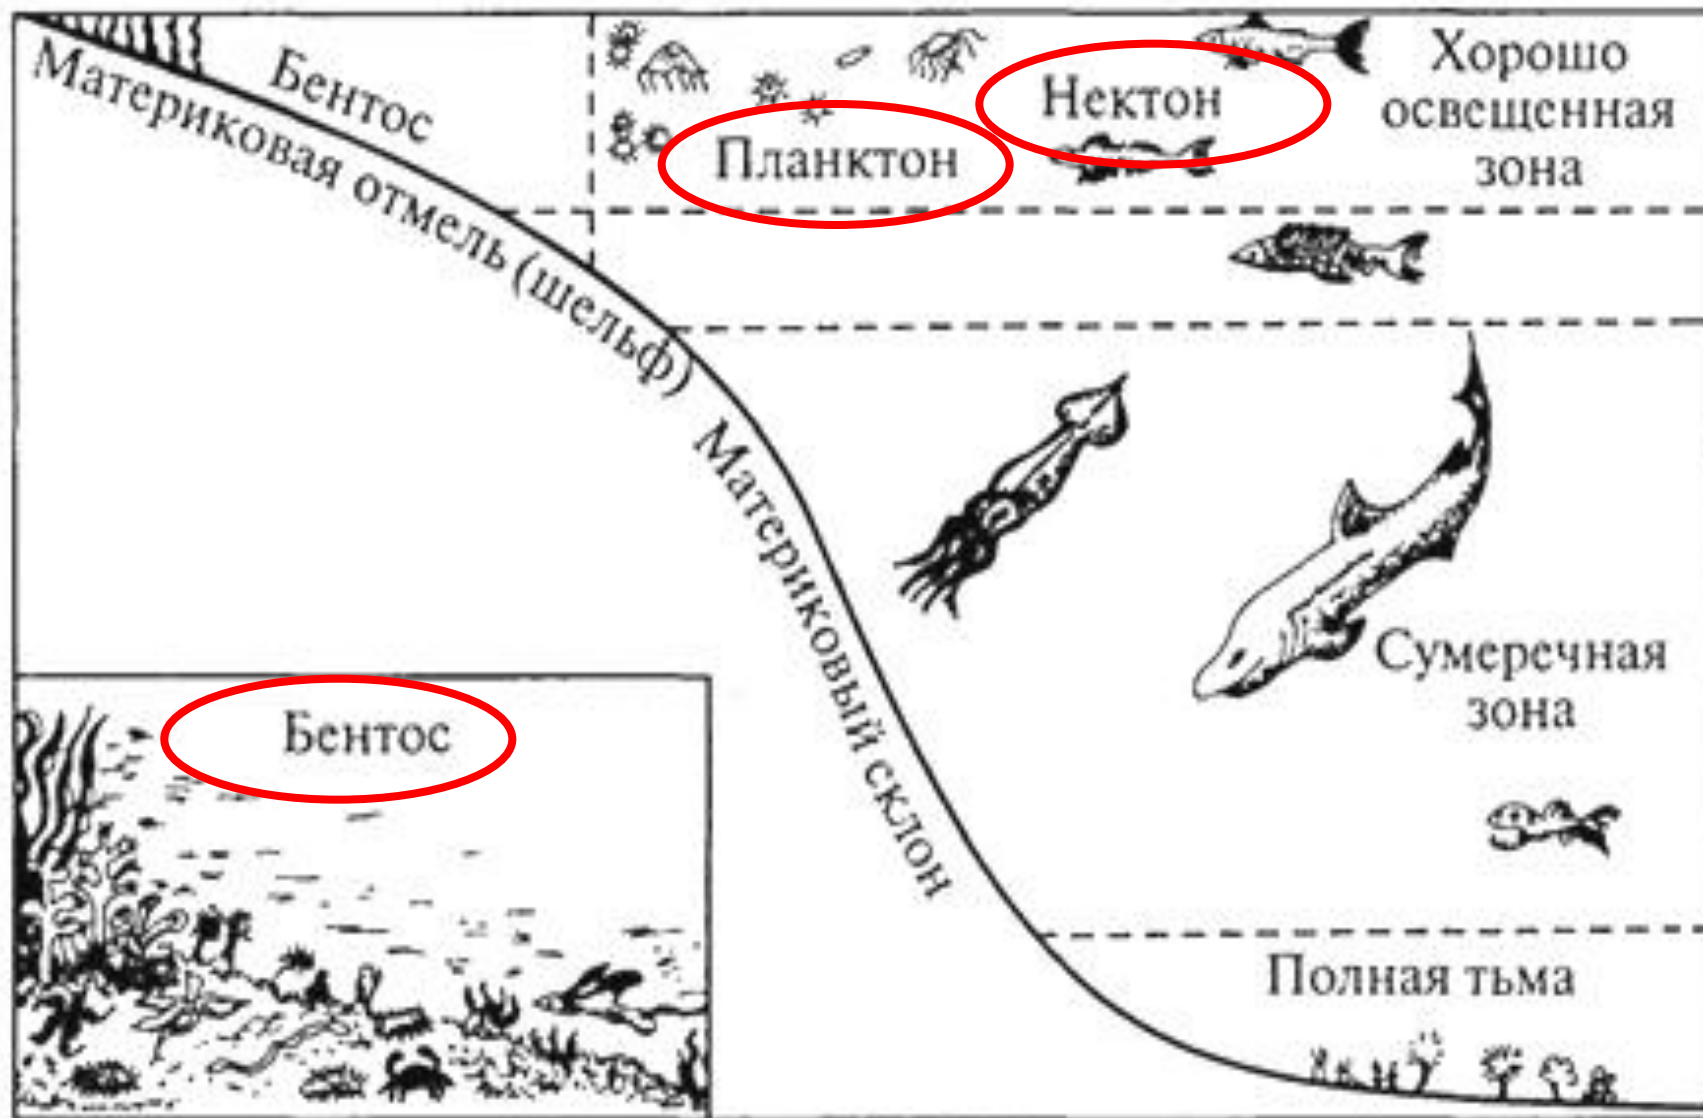 Бентос
Материковая отмель (шельф)
Планктон
Нектон
Хорошо
освещенная
зона
Материковый склон
Сумеречная
зона
Бентос
Полная тьма